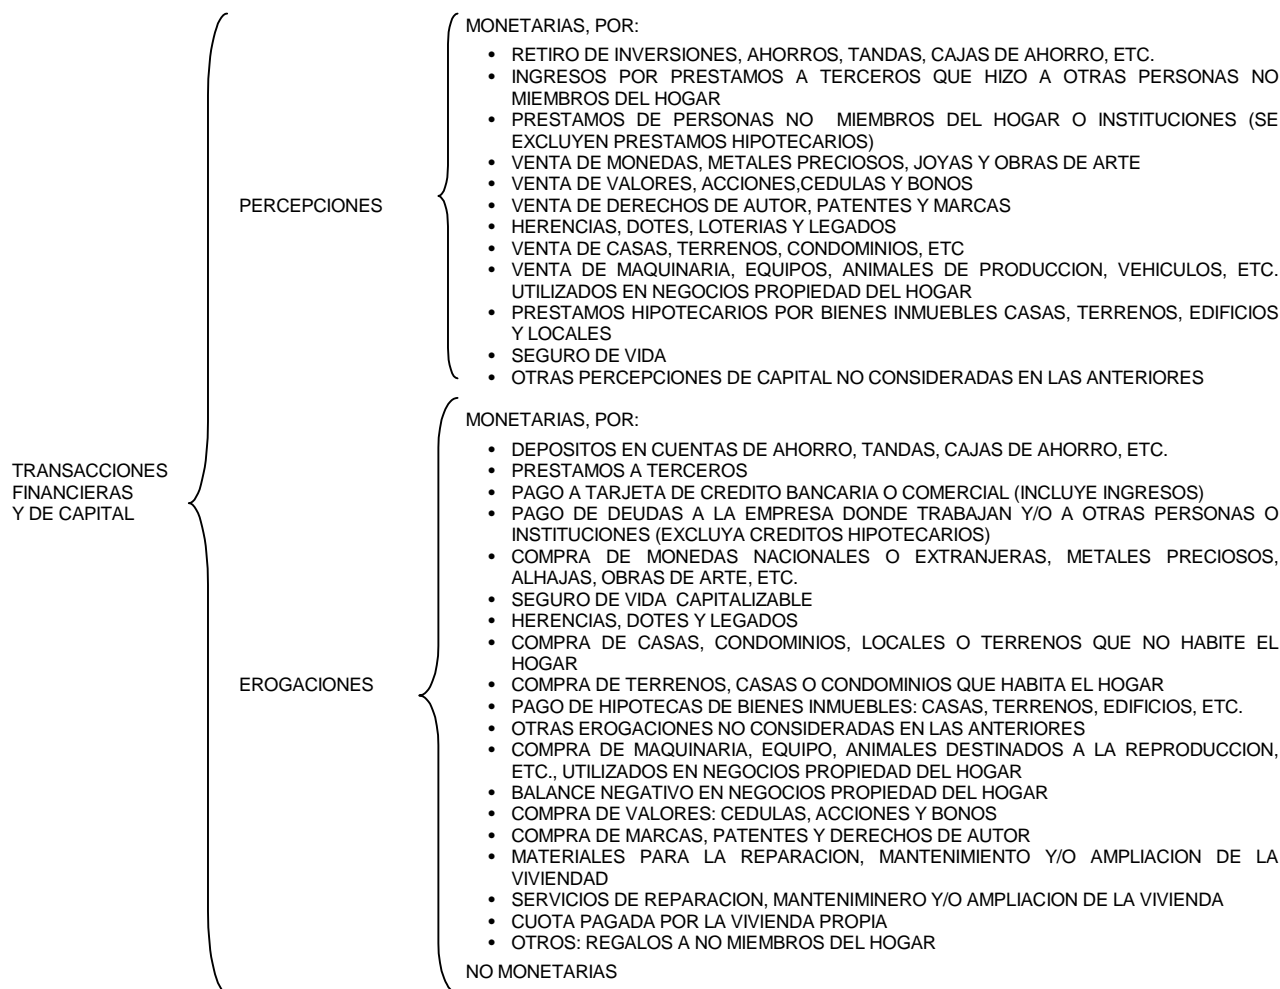 MONETARIAS, POR:
• RETIRO DE INVERSIONES, AHORROS, TANDAS, CAJAS DE AHORRO, ETC.
• INGRESOS POR PRESTAMOS A TERCEROS QUE HIZO A OTRAS PERSONAS NO
MIEMBROS DEL HOGAR
• PRESTAMOS DE PERSONAS NO MIEMBROS DEL HOGAR O INSTITUCIONES (SE
EXCLUYEN PRESTAMOS HIPOTECARIOS)
• VENTA DE MONEDAS, METALES PRECIOSOS, JOYAS Y OBRAS DE ARTE
• VENTA DE VALORES, ACCIONES,CEDULAS Y BONOS
PERCEPCIONES
• VENTA DE DERECHOS DE AUTOR, PATENTES Y MARCAS
• HERENCIAS, DOTES, LOTERIAS Y LEGADOS
• VENTA DE CASAS, TERRENOS, CONDOMINIOS, ETC
• VENTA DE MAQUINARIA, EQUIPOS, ANIMALES DE PRODUCCION, VEHICULOS, ETC.
UTILIZADOS EN NEGOCIOS PROPIEDAD DEL HOGAR
• PRESTAMOS HIPOTECARIOS POR BIENES INMUEBLES CASAS, TERRENOS, EDIFICIOS
Y LOCALES
• SEGURO DE VIDA
• OTRAS PERCEPCIONES DE CAPITAL NO CONSIDERADAS EN LAS ANTERIORES
MONETARIAS, POR:
• DEPOSITOS EN CUENTAS DE AHORRO, TANDAS, CAJAS DE AHORRO, ETC.
TRANSACCIONES
FINANCIERAS
Y DE CAPITAL
• PRESTAMOS A TERCEROS
• PAGO A TARJETA DE CREDITO BANCARIA O COMERCIAL (INCLUYE INGRESOS)
• PAGO DE DEUDAS A LA EMPRESA DONDE TRABAJAN Y/O A OTRAS PERSONAS O
INSTITUCIONES (EXCLUYA CREDITOS HIPOTECARIOS)
• COMPRA DE MONEDAS NACIONALES O EXTRANJERAS, METALES PRECIOSOS,
ALHAJAS, OBRAS DE ARTE, ETC.
• SEGURO DE VIDA CAPITALIZABLE
• HERENCIAS, DOTES Y LEGADOS
• COMPRA DE CASAS, CONDOMINIOS, LOCALES O TERRENOS QUE NO HABITE EL
HOGAR
EROGACIONES
• COMPRA DE TERRENOS, CASAS O CONDOMINIOS QUE HABITA EL HOGAR
• PAGO DE HIPOTECAS DE BIENES INMUEBLES: CASAS, TERRENOS, EDIFICIOS, ETC.
• OTRAS EROGACIONES NO CONSIDERADAS EN LAS ANTERIORES
• COMPRA DE MAQUINARIA, EQUIPO, ANIMALES DESTINADOS A LA REPRODUCCION,
ETC., UTILIZADOS EN NEGOCIOS PROPIEDAD DEL HOGAR
• BALANCE NEGATIVO EN NEGOCIOS PROPIEDAD DEL HOGAR
• COMPRA DE VALORES: CEDULAS, ACCIONES Y BONOS
• COMPRA DE MARCAS, PATENTES Y DERECHOS DE AUTOR
• MATERIALES PARA LA REPARACION, MANTENIMIENTO Y/O AMPLIACION DE LA
VIVIENDAD
• SERVICIOS DE REPARACION, MANTENIMINERO Y/O AMPLIACION DE LA VIVIENDA
• CUOTA PAGADA POR LA VIVIENDA PROPIA
• OTROS: REGALOS A NO MIEMBROS DEL HOGAR
NO MONETARIAS